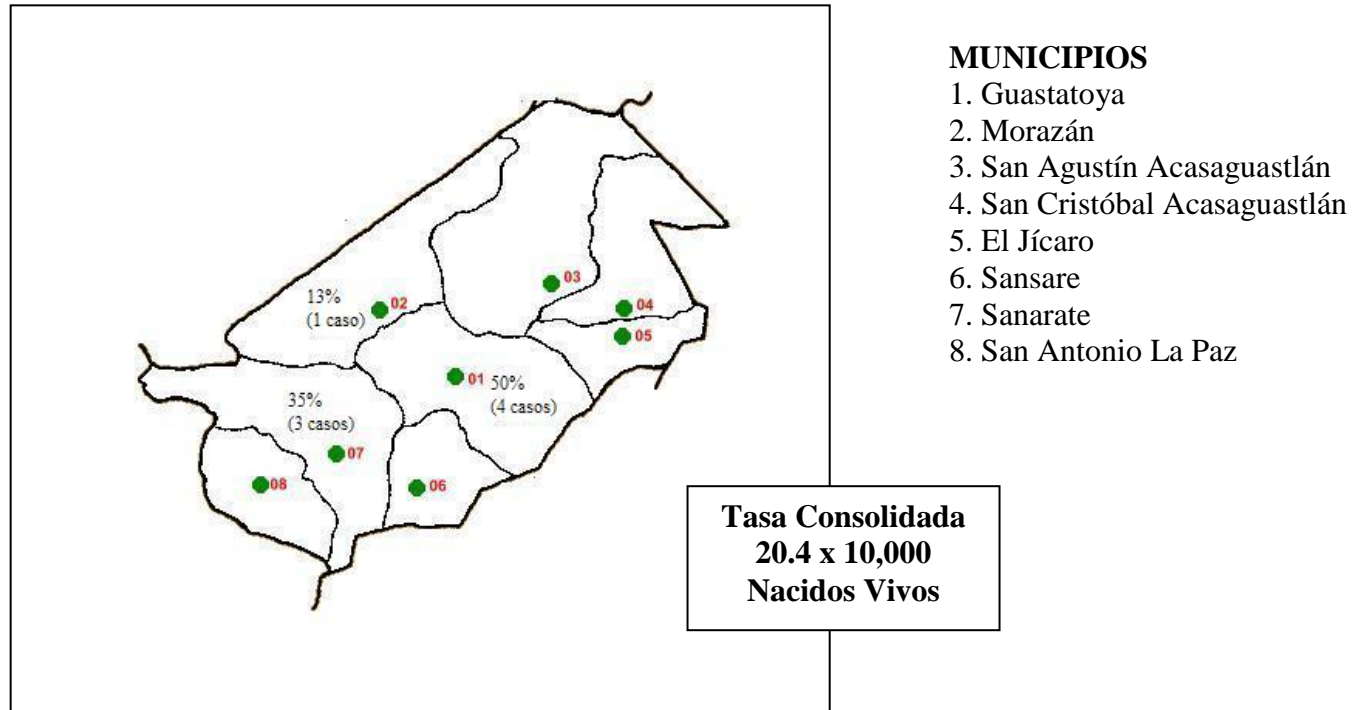 MUNICIPIOS
1. Guastatoya
2. Morazán
3. San Agustín Acasaguastlán
4. San Cristóbal Acasaguastlán
5. El Jícaro
6. Sansare
7. Sanarate
8. San Antonio La Paz
03
13%
(1 caso)
02
04
05
01
50%
(4 casos)
35%
(3 casos)
07
08
06
Tasa Consolidada
20.4 x 10,000
Nacidos Vivos